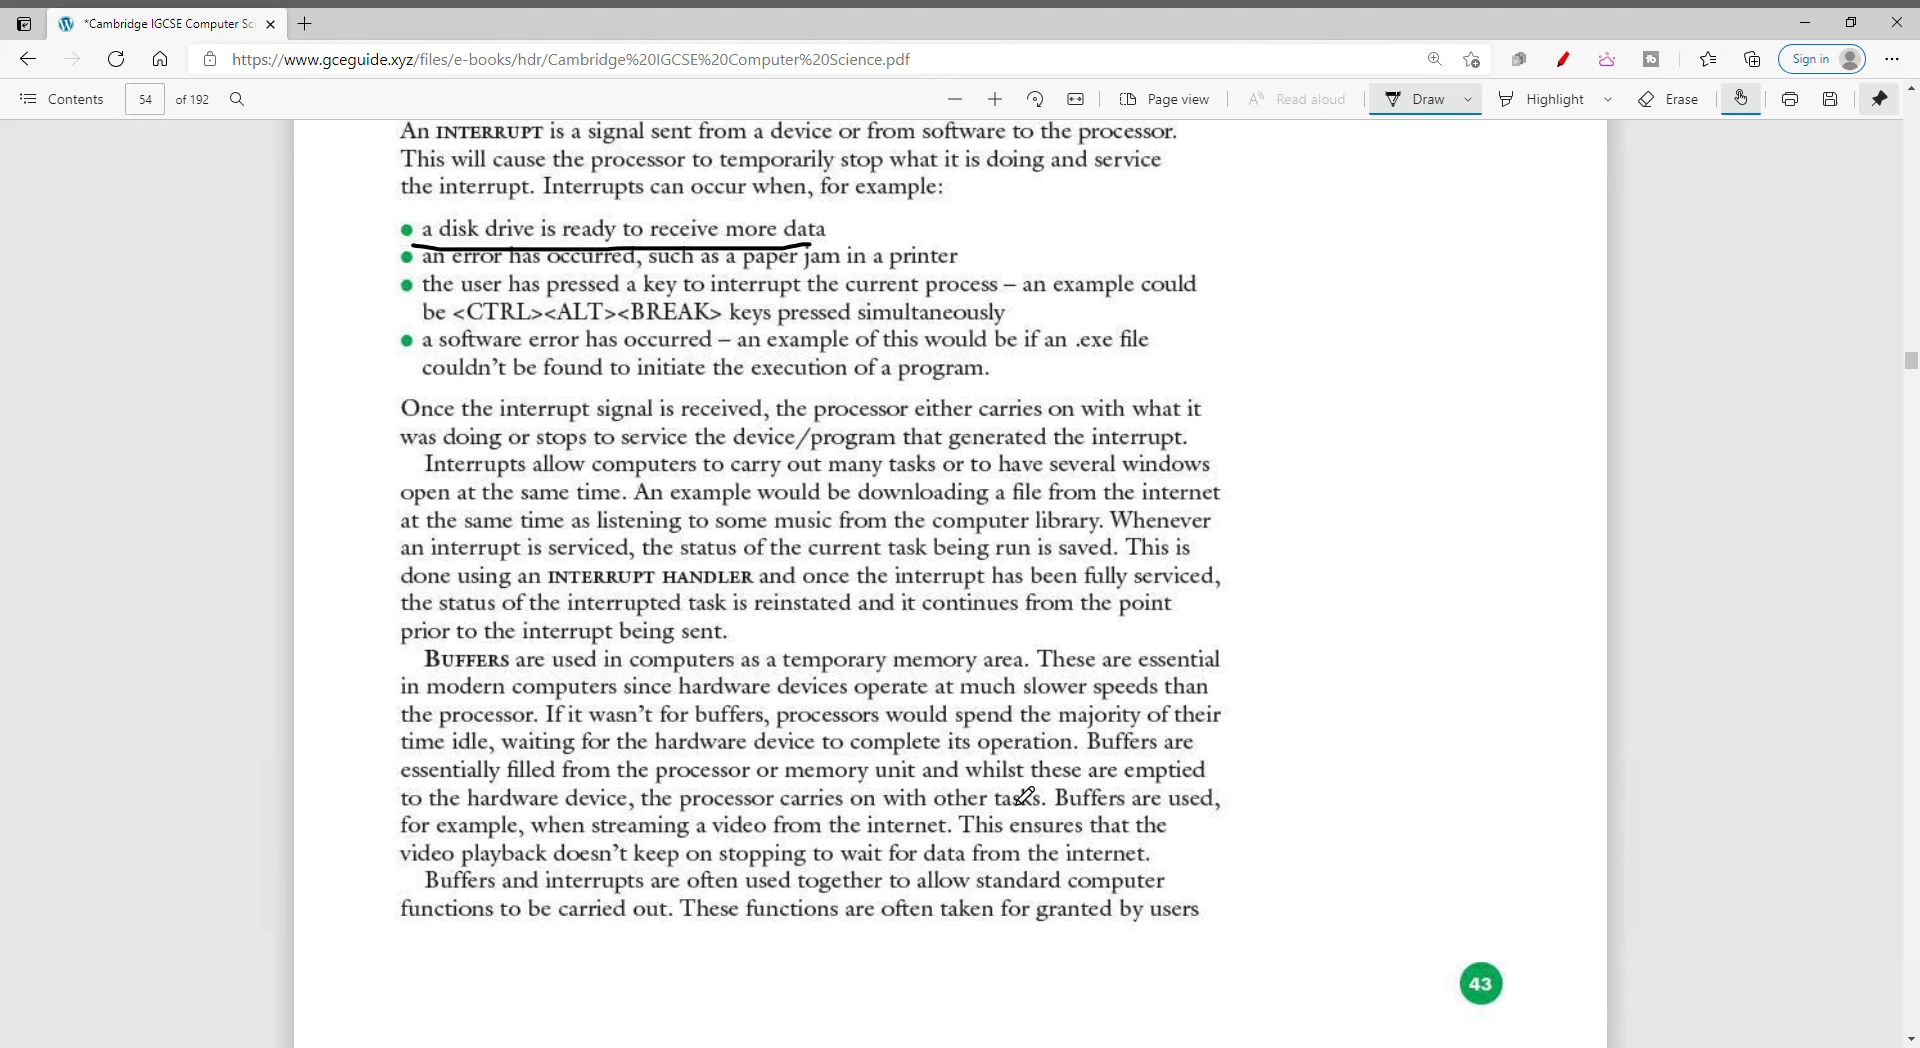 *Cambridge IGCSE Computer Sci
https://www.gceguide.xyz/files/e-books/hdr/Cambridge%20IGCSE%20Computer%20Science.pdf
Sign in
Contents 54 of 192 Page view Read aloud Draw Highlight Erase
An INTERRUPT is a signal sent from a device or from software to the processor.
This will cause the processor to temporarily stop what it is doing and service
the interrupt. Interrupts can occur when, for example:
● a disk drive is ready to receive more data
● an error has occurred, such as a paper jam in a printer
● the user has pressed a key to interrupt the current process – an example could
be <CTRL><ALT><BREAK> keys pressed simultaneously
● a software error has occurred – an example of this would be if an .exe file
couldn't be found to initiate the execution of a program.
Once the interrupt signal is received, the processor either carries on with what it
was doing or stops to service the device/program that generated the interrupt.
Interrupts allow computers to carry out many tasks or to have several windows
open at the same time. An example would be downloading a file from the internet
at the same time as listening to some music from the computer library. Whenever
an interrupt is serviced, the status of the current task being run is saved. This is
done using an INTERRUPT HANDLER and once the interrupt has been fully serviced,
the status of the interrupted task is reinstated and it continues from the point
prior to the interrupt being sent.
BUFFERS are used in computers as a temporary memory area. These are essential
in modern computers since hardware devices operate at much slower speeds than
the processor. If it wasn't for buffers, processors would spend the majority of their
time idle, waiting for the hardware device to complete its operation. Buffers are
essentially filled from the processor or memory unit and whilst these are emptied
to the hardware device, the processor carries on with other tasks. Buffers are used,
for example, when streaming a video from the internet. This ensures that the
video playback doesn't keep on stopping to wait for data from the internet.
Buffers and interrupts are often used together to allow standard computer
functions to be carried out. These functions are often taken for granted by users
43